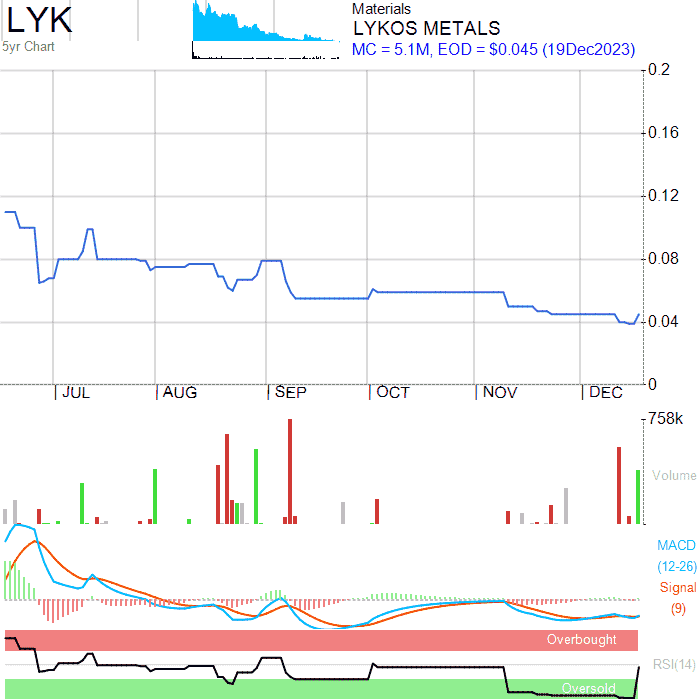 LYK
5yr Chart
Materials
LYKOS METALS
MC = 5.1M, EOD = $0.045 (19Dec2023)
0.2
0.16
0.12
0.08
0.04
0
JUL AUG SEP OCT NOV DEC
758k
Volume
MACD
(12-26)
Signal
(9)
Overbought
RSI(14)
Oversold